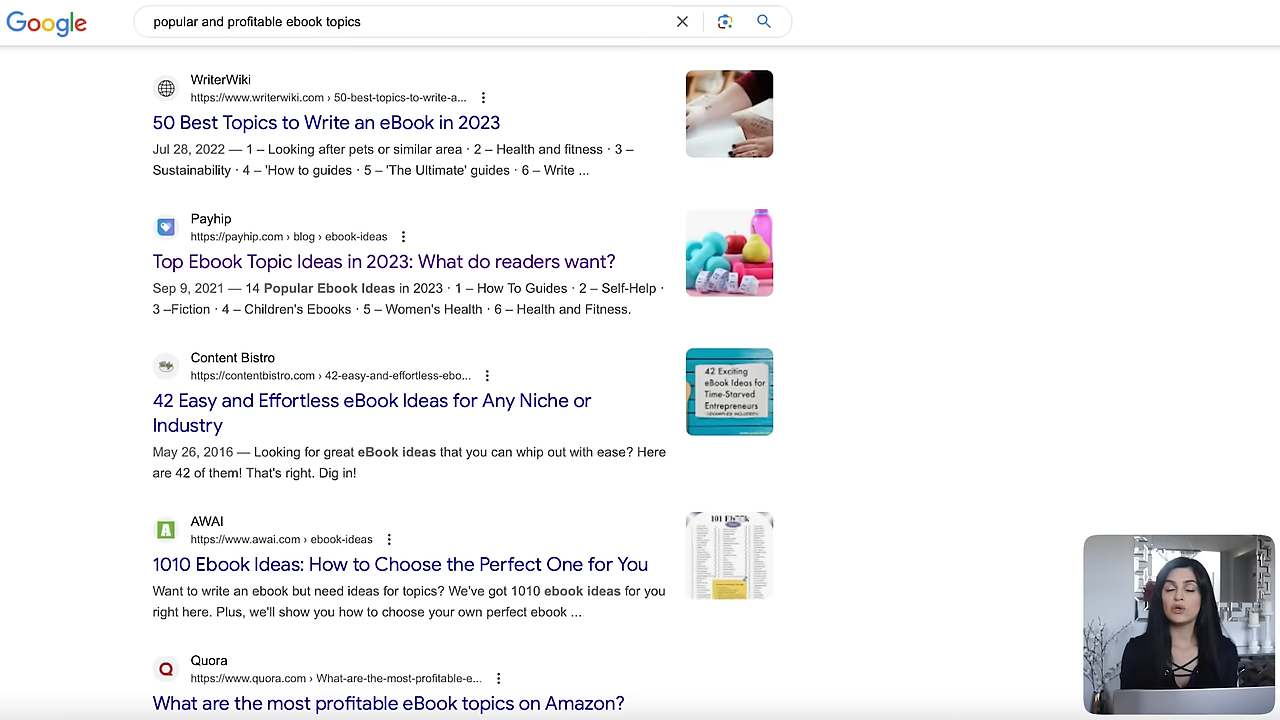 Google
popular and profitable ebook topics
WriterWiki
https://www.writerwiki.com › 50-best-topics-to-write-a...
50 Best Topics to Write an eBook in 2023
Jul 28, 2022 — 1 – Looking after pets or similar area · 2 – Health and fitness · 3 –
Sustainability · 4 – 'How to guides · 5 – 'The Ultimate' guides · 6 – Write ...
Payhip
https://payhip.com › blog › ebook-ideas
Top Ebook Topic Ideas in 2023: What do readers want?
Sep 9, 2021 — 14 Popular Ebook Ideas in 2023 · 1 – How To Guides · 2 – Self-Help ·
3 –Fiction · 4 – Children's Ebooks · 5 – Women's Health · 6 – Health and Fitness.
Content Bistro
https://contentbistro.com › 42-easy-and-effortless-ebo...
42 Easy and Effortless eBook Ideas for Any Niche or
Industry
May 26, 2016 — Looking for great eBook ideas that you can whip out with ease? Here
are 42 of them! That's right. Dig in!
42 Exciting
eBook Ideas for
Time-Starved
Entrepreneurs
AWAI
› ebook-ideas
1010 Ebook Ideas: How to Choose the Perfect One for You
Want to write an ebook but need ideas for topics? We've got 1010 ebook ideas for you
right here. Plus, we'll show you how to choose your own perfect ebook ...
Quora
https://www.quora.com › What-are-the-most-profitable-e...
What are the most profitable eBook topics on Amazon?